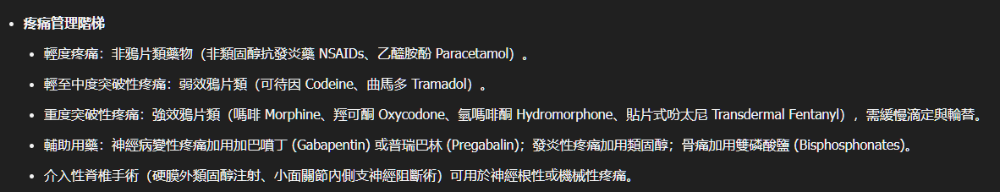 疼痛管理階梯
輕度疼痛：非鴉片類藥物（非類固醇抗發炎藥 NSAIDs、乙醯胺酚 Paracetamol）。
輕至中度突破性疼痛：弱效鴉片類（可待因 Codeine、曲馬多 Tramadol）。
重度突破性疼痛：強效鴉片類（嗎啡 Morphine、羥可酮 Oxycodone、氫嗎啡酮 Hydromorphone、貼片式吩太尼 Transdermal Fentanyl），需緩慢滴定與輪替。
輔助用藥：神經病變性疼痛加用加巴噴丁 (Gabapentin) 或普瑞巴林 (Pregabalin)；發炎性疼痛加用類固醇；骨痛加用雙磷酸鹽 (Bisphosphonates)。
介入性脊椎手術（硬膜外類固醇注射、小面關節內側支神經阻斷術）可用於神經根性或機械性疼痛。